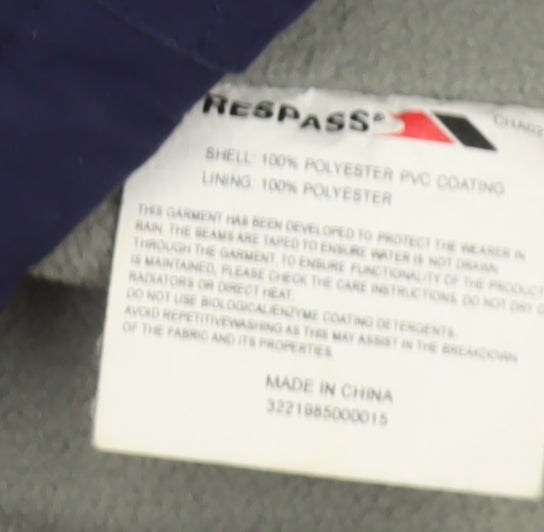 RESPASS®
CHA02
SHELL: 100% POLYESTER PVC COATING
LINING: 100% POLYESTER
THIS GARMENT HAS BEEN DEVELOPED TO PROTECT THE WEARER IN
RAIN, THE SEAMS ARE TAPED TO ENSURE WATER IS NOT DRAWN
THROUGH THE GARMENT. TO ENSURE FUNCTIONALITY OF THE PRODUCT
IS MAINTAINED, PLEASE CHECK THE CARE INSTRUCTIONS. DO NOT DRY
RADIATORS OR DIRECT HEAT.
DO NOT USE BIOLOGICAL/ENZYME COATING DETERGENTS.
AVOID REPETITIVEWASHING AS THIS MAY ASSIST IN THE BREAKDOWN
OF THE FABRIC AND ITS PROPERTIES.
MADE IN CHINA
3221985000015